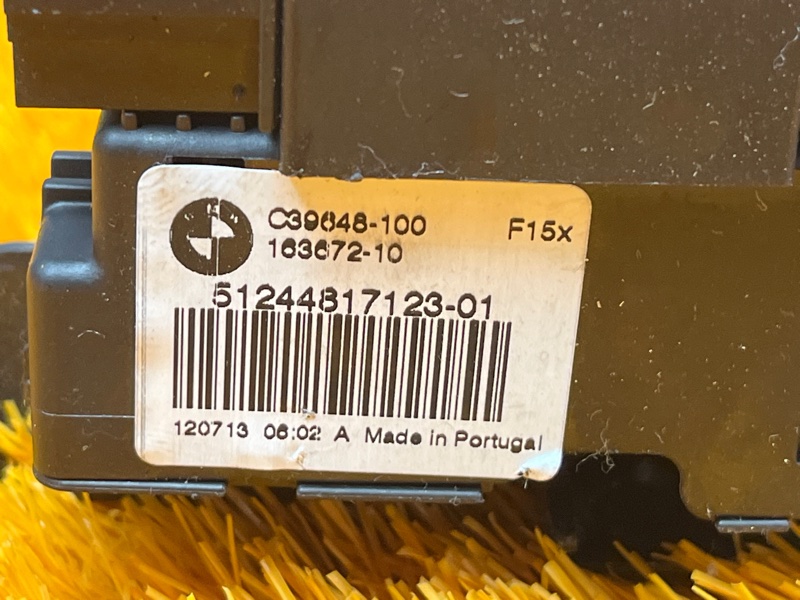 C39648-100
F15x
163672-10
51244817123-01
120713 06:02 A Made in Portugal